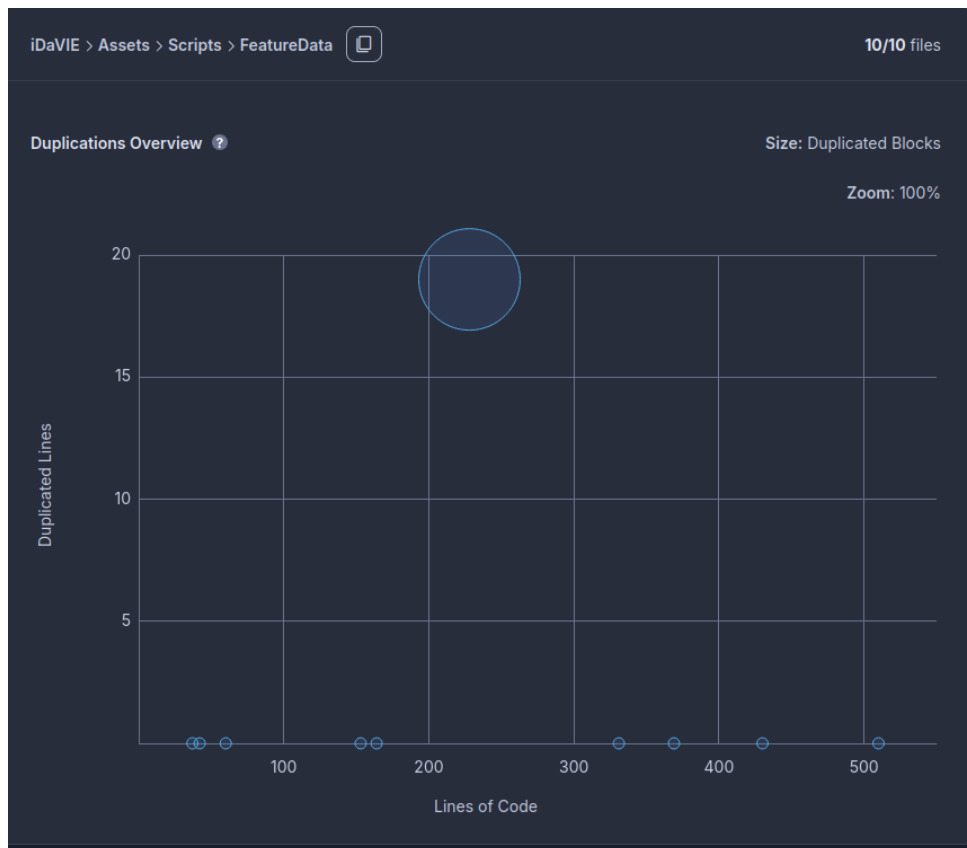 iDaVIE > Assets > Scripts > FeatureData
10/10 files
Duplications Overview ?
Size: Duplicated Blocks
Zoom: 100%
20
15
10
5
Duplicated Lines
100 200 300 400 500
Lines of Code